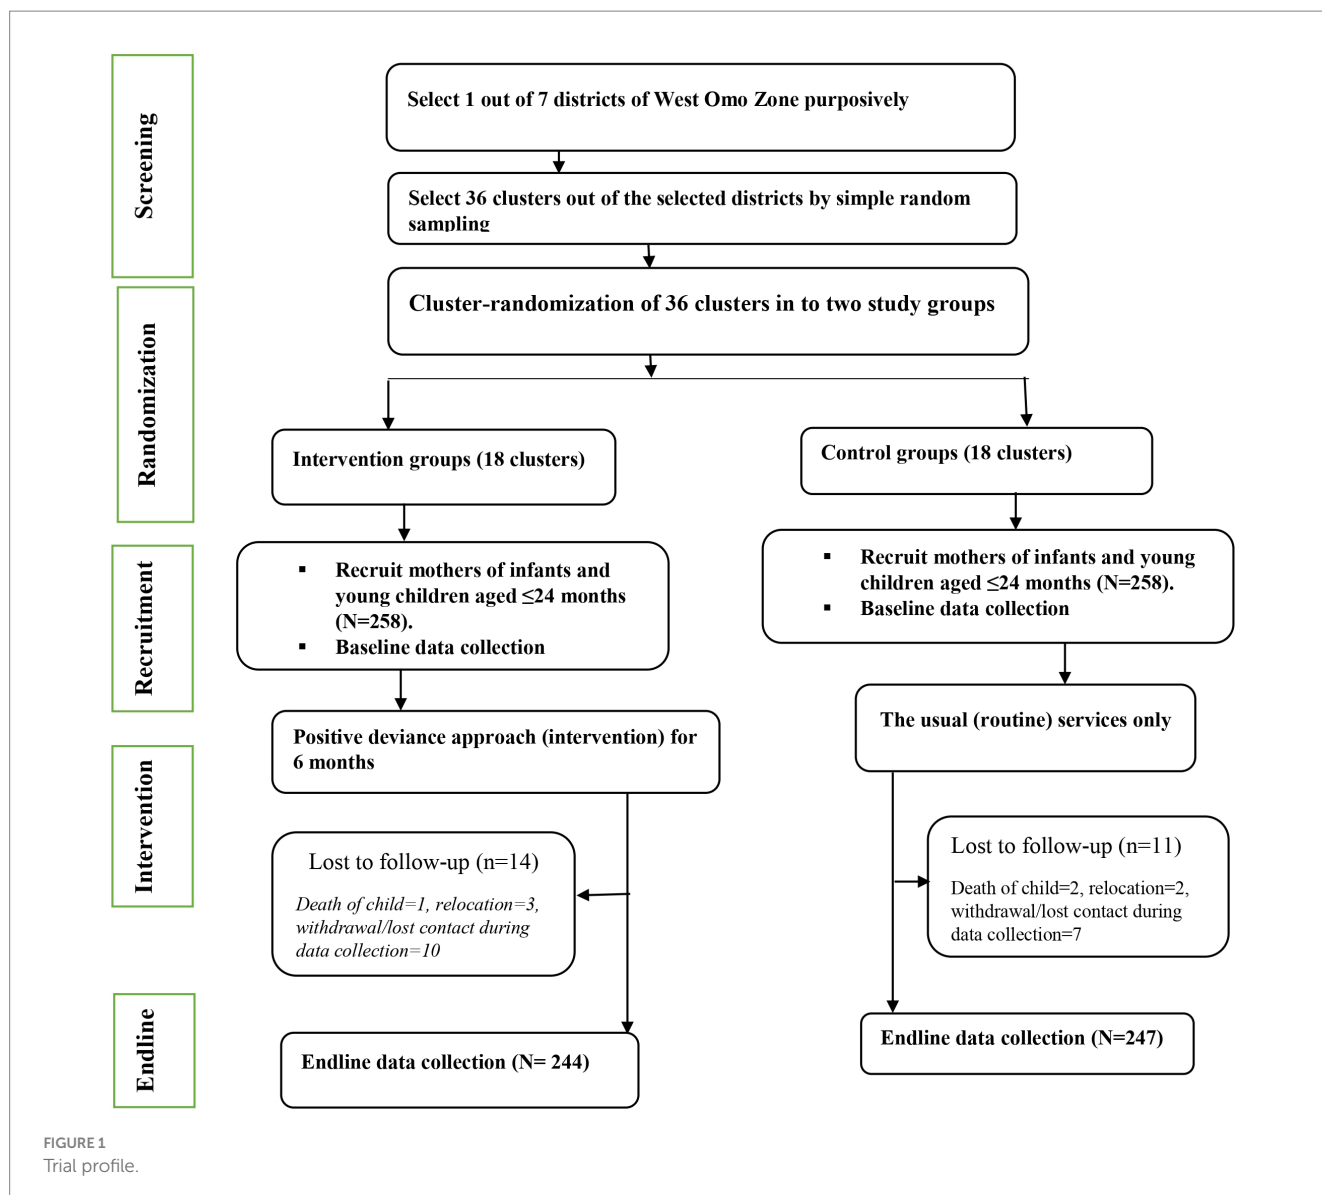 Screening
Select 1 out of 7 districts of West Omo Zone purposively
Select 36 clusters out of the selected districts by simple random
sampling
Randomization
Cluster-randomization of 36 clusters in to two study groups
Intervention groups (18 clusters)
Control groups (18 clusters)
Recruitment
▪ Recruit mothers of infants and
young children aged ≤24 months
(N=258).
▪ Baseline data collection
▪ Recruit mothers of infants and young
children aged ≤24 months (N=258).
▪ Baseline data collection
Intervention
Positive deviance approach (intervention) for
6 months
The usual (routine) services only
Lost to follow-up (n=14)
Death of child=1, relocation=3,
withdrawal/lost contact during
data collection=10
Lost to follow-up (n=11)
Death of child=2, relocation=2,
withdrawal/lost contact during
data collection=7
Endline
Endline data collection (N= 244)
Endline data collection (N=247)
FIGURE 1
Trial profile.